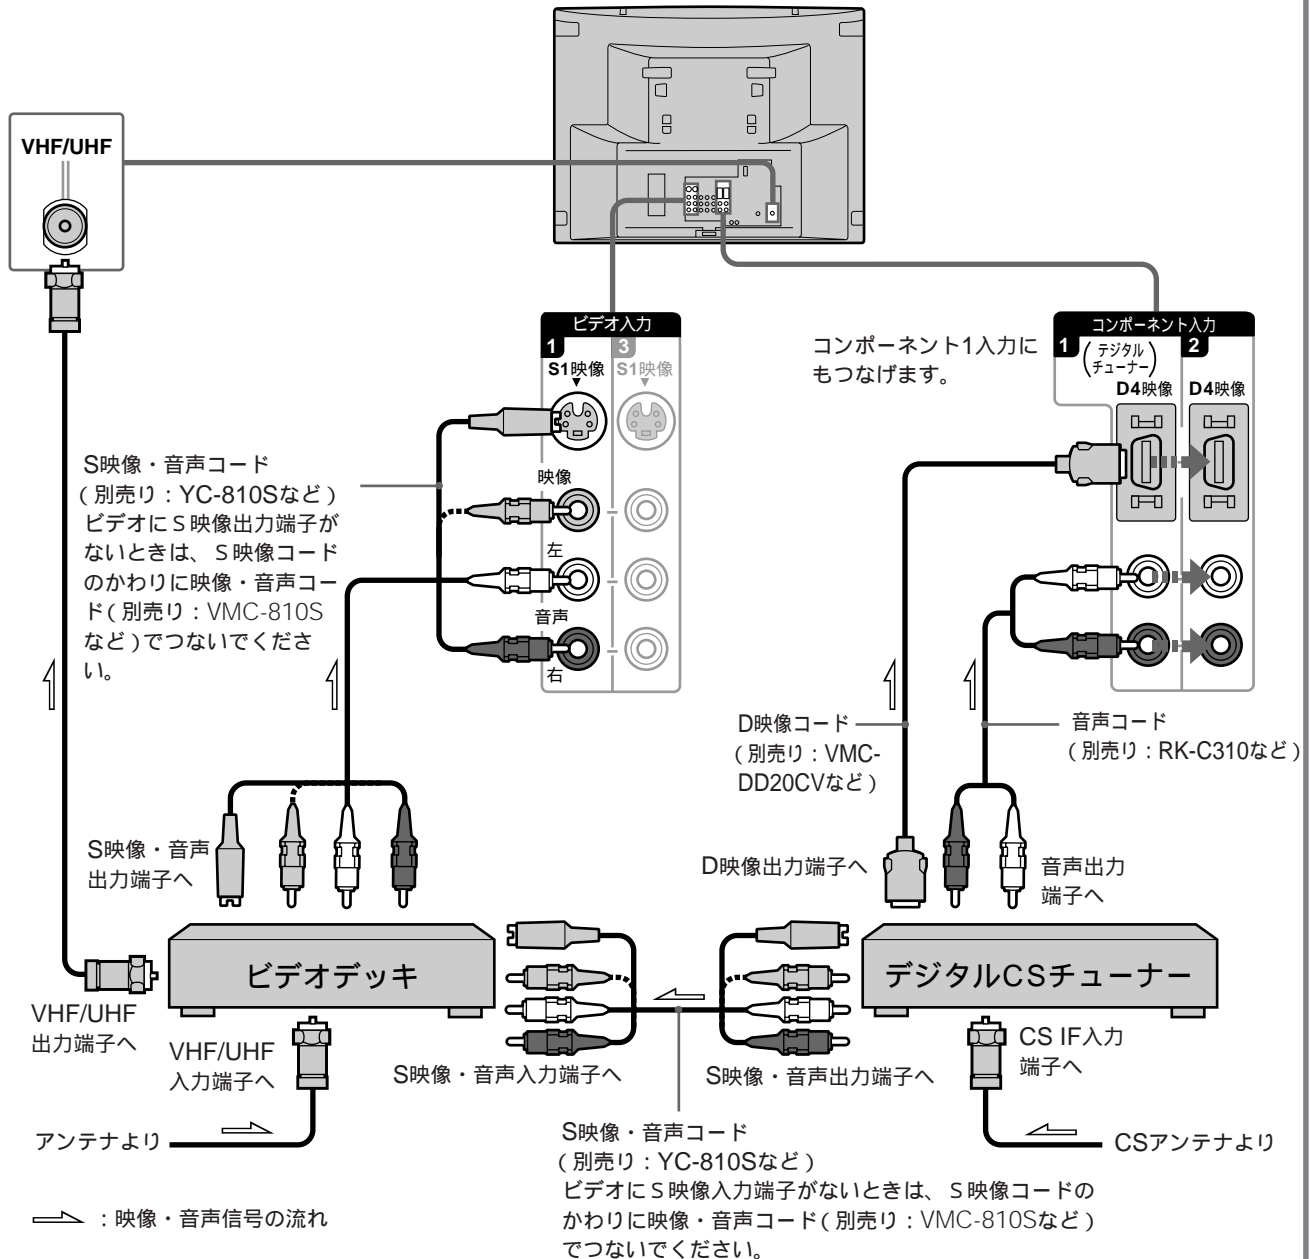 VHF/UHF
ビデオ入力
1
3
S1映像
S1映像
映像
左
音声
右
コンポーネント1入力に
もつなげます。
コンポーネント入力
1
(デジタル
チューナー)
2
D4映像
D4映像
S映像・音声コード
(別売り:YC-810Sなど)
ビデオにS映像出力端子が
ないときは、S映像コード
のかわりに映像・音声コー
ド(別売り:VMC-810S
など)でつないでくださ
い。
D映像コード
(別売り:VMC-
DD20CVなど)
音声コード
(別売り:RK-C310など)
S映像・音声
出力端子へ
D映像出力端子へ
音声出力
端子へ
ビデオデッキ
デジタルCSチューナー
VHF/UHF
出力端子へ
VHF/UHF
入力端子へ
S映像・音声入力端子へ
S映像・音声出力端子へ
CS IF入力
端子へ
アンテナより
CSアンテナより
S映像・音声コード
(別売り:YC-810Sなど)
ビデオにS映像入力端子がないときは、S映像コードの
かわりに映像・音声コード(別売り:VMC-810Sなど)
でつないでください。
:映像・音声信号の流れ